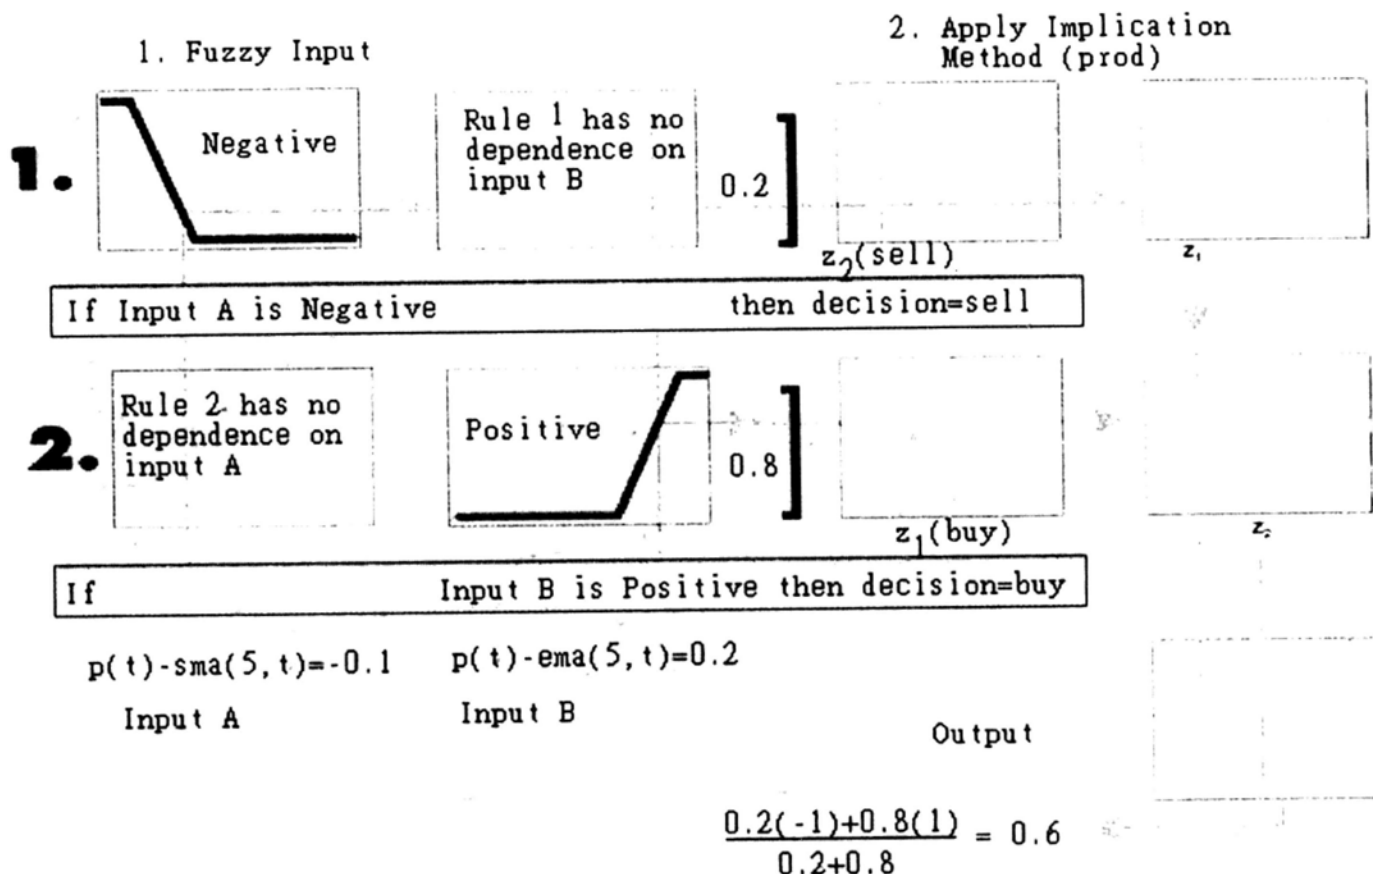 1. Fuzzy Input
2. Apply Implication
Method (prod)
1.
Negative
Rule 1 has no
dependence on
input B
0.2
z2(sell)
z1
If Input A is Negative then decision=sell
2.
Rule 2 has no
dependence on
input A
Positive
0.8
z1(buy)
z2
If Input B is Positive then decision=buy
p(t)-sma(5,t)=-0.1 p(t)-ema(5,t)=0.2
Input A Input B
Output
0.2(-1)+0.8(1)
0.2+0.8
= 0.6